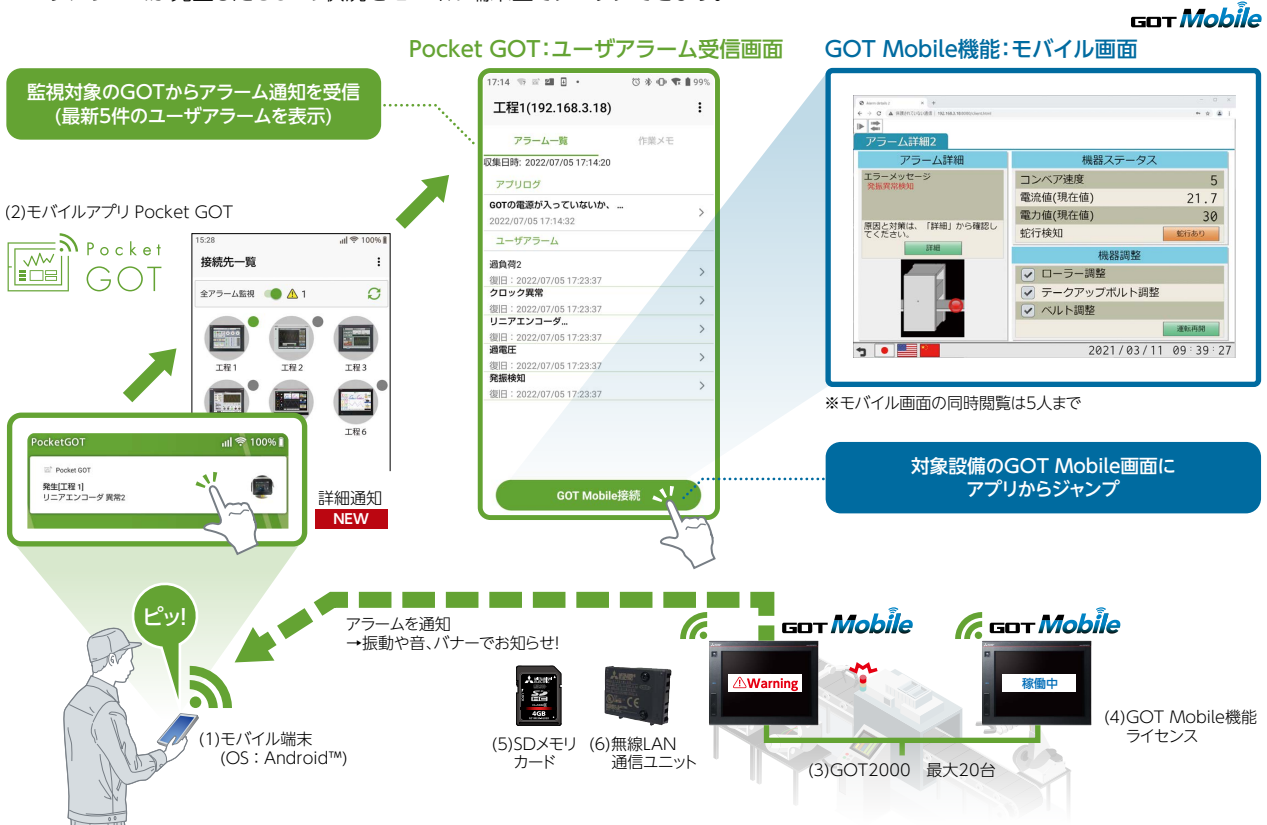 GOT Mobile
Pocket GOT：ユーザアラーム受信画面
GOT Mobile機能：モバイル画面
監視対象のGOTからアラーム通知を受信
(最新5件のユーザアラームを表示)
(2)モバイルアプリ Pocket GOT
Pocket
GOT
15:28
100%
接続先一覧
全アラーム監視
1
工程 1
工程 2
工程 3
工程 6
PocketGOT
100%
Pocket GOT
発生[工程 1]
リニアエンコーダ 異常2
詳細通知
NEW
17:14
99%
工程1(192.168.3.18)
アラーム一覧
作業メモ
収集日時: 2022/07/05 17:14:20
アプリログ
GOTの電源が入っていないか、 ...
2022/07/05 17:14:32
ユーザアラーム
過負荷2
復旧：2022/07/05 17:23:37
クロック異常
復旧：2022/07/05 17:23:37
リニアエンコーダ...
復旧：2022/07/05 17:23:37
過電圧
復旧：2022/07/05 17:23:37
発振検知
復旧：2022/07/05 17:23:37
GOT Mobile接続
アラーム詳細2
アラーム詳細
エラーメッセージ
発振異常検知
原因と対策は、「詳細」から確認し
てください。
詳細
機器ステータス
コンベア速度 5
電流値(現在値) 21.7
電力値(現在値) 30
蛇行検知 蛇行あり
機器調整
ローラー調整
テークアップボルト調整
ベルト調整
運転再開
2021/03/11 09:39:27
※モバイル画面の同時閲覧は5人まで
対象設備のGOT Mobile画面に
アプリからジャンプ
ピッ!
アラームを通知
→振動や音、バナーでお知らせ!
GOT Mobile
GOT Mobile
Warning
稼働中
4GB
(1)モバイル端末
(OS：Android™)
(5)SDメモリ
カード
(6)無線LAN
通信ユニット
(3)GOT2000 最大20台
(4)GOT Mobile機能
ライセンス